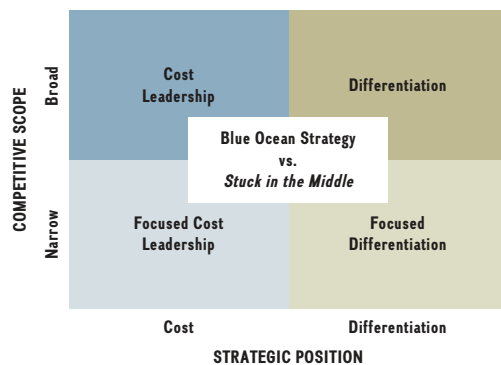 COMPETITIVE SCOPE
Broad
Narrow
Cost
Leadership
Differentiation
Blue Ocean Strategy
vs.
Stuck in the Middle
Focused Cost
Leadership
Focused
Differentiation
Cost
Differentiation
STRATEGIC POSITION